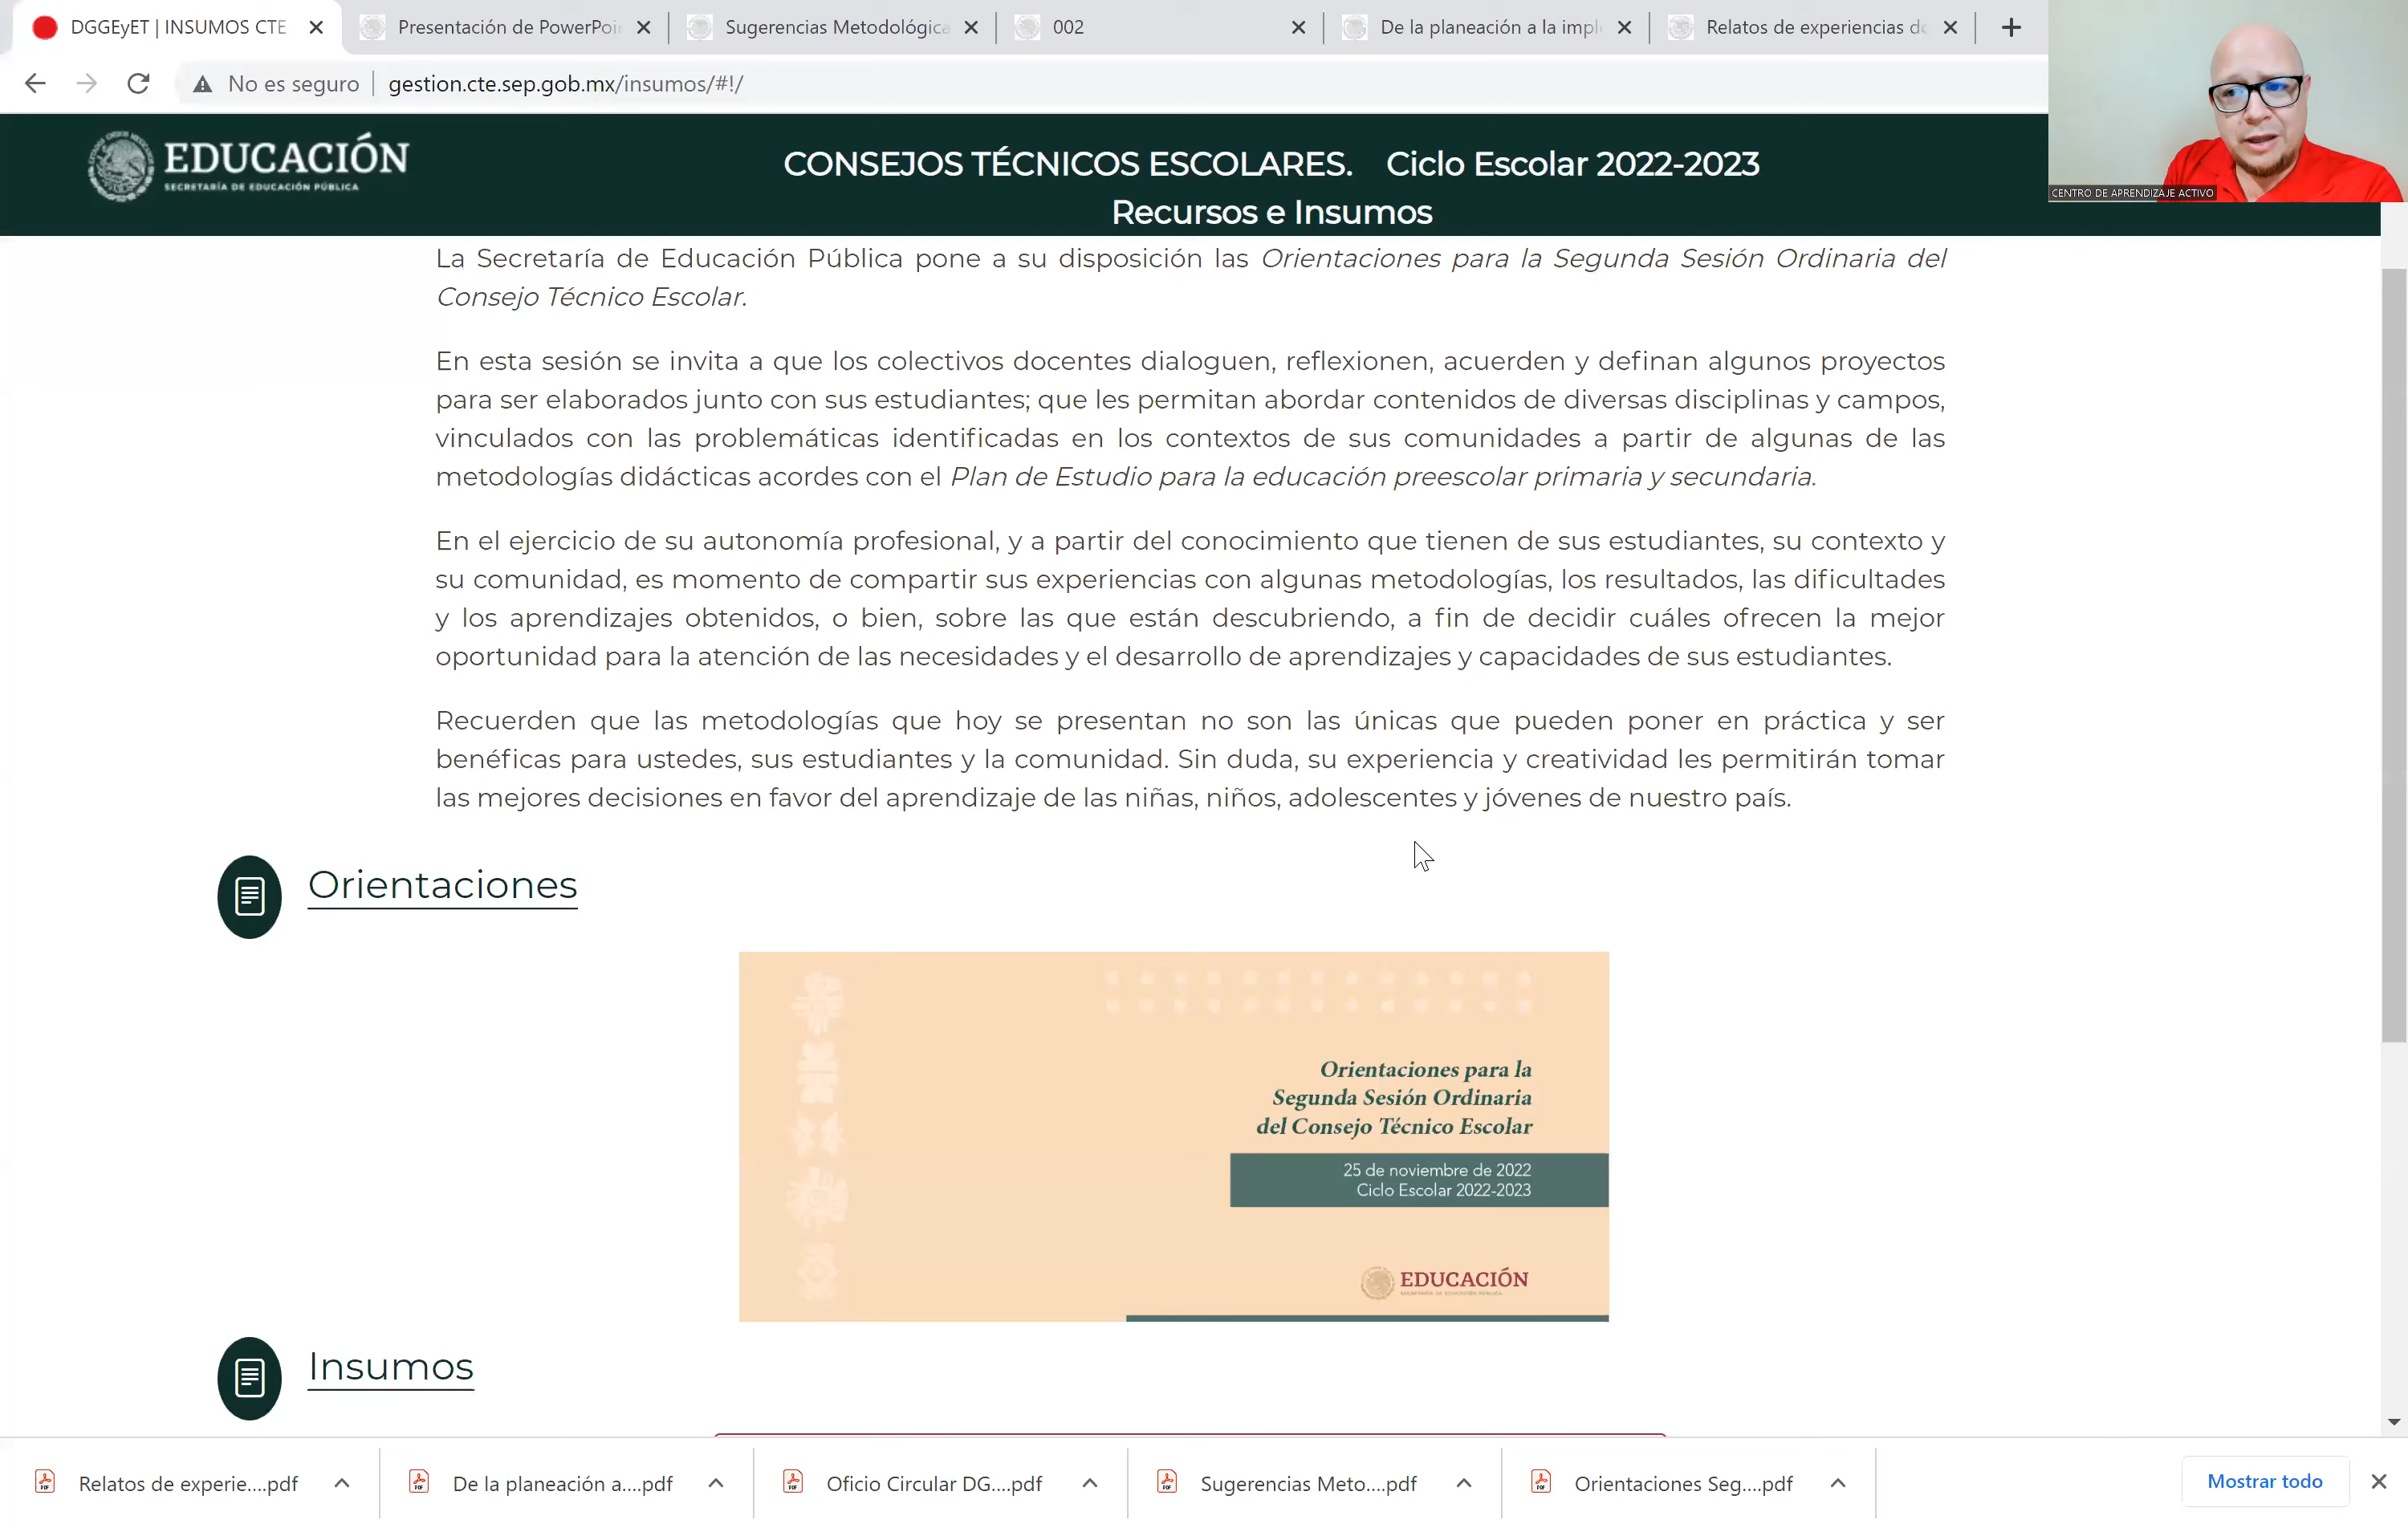 DGGEyET | INSUMOS CTE
Presentación de PowerPoi
Sugerencias Metodológica
002
De la planeación a la impl
Relatos de experiencias d
No es seguro
gestion.cte.sep.gob.mx/insumos/#!/
CENTRO DE APRENDIZAJE ACTIVO
EDUCACIÓN
SECRETARÍA DE EDUCACIÓN PÚBLICA
CONSEJOS TÉCNICOS ESCOLARES. Ciclo Escolar 2022-2023
Recursos e Insumos
La Secretaría de Educación Pública pone a su disposición las Orientaciones para la Segunda Sesión Ordinaria del
Consejo Técnico Escolar.
En esta sesión se invita a que los colectivos docentes dialoguen, reflexionen, acuerden y definan algunos proyectos
para ser elaborados junto con sus estudiantes; que les permitan abordar contenidos de diversas disciplinas y campos,
vinculados con las problemáticas identificadas en los contextos de sus comunidades a partir de algunas de las
metodologías didácticas acordes con el Plan de Estudio para la educación preescolar primaria y secundaria.
En el ejercicio de su autonomía profesional, y a partir del conocimiento que tienen de sus estudiantes, su contexto y
su comunidad, es momento de compartir sus experiencias con algunas metodologías, los resultados, las dificultades
y los aprendizajes obtenidos, o bien, sobre las que están descubriendo, a fin de decidir cuáles ofrecen la mejor
oportunidad para la atención de las necesidades y el desarrollo de aprendizajes y capacidades de sus estudiantes.
Recuerden que las metodologías que hoy se presentan no son las únicas que pueden poner en práctica y ser
benéficas para ustedes, sus estudiantes y la comunidad. Sin duda, su experiencia y creatividad les permitirán tomar
las mejores decisiones en favor del aprendizaje de las niñas, niños, adolescentes y jóvenes de nuestro país.
Orientaciones
Orientaciones para la
Segunda Sesión Ordinaria
del Consejo Técnico Escolar
25 de noviembre de 2022
Ciclo Escolar 2022-2023
EDUCACIÓN
SECRETARÍA DE EDUCACIÓN PÚBLICA
Insumos
Relatos de experie....pdf
De la planeación a....pdf
Oficio Circular DG....pdf
Sugerencias Meto....pdf
Orientaciones Seg....pdf
Mostrar todo